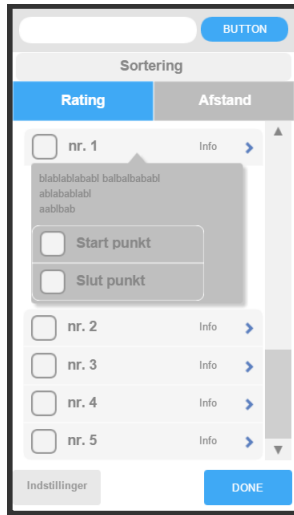 BUTTON
Sortering
Rating Afstand
nr. 1 Info
blablablababl balbalbababl
ablabablabl
aablbab
Start punkt
Slut punkt
nr. 2 Info
nr. 3 Info
nr. 4 Info
nr. 5 Info
Indstillinger DONE